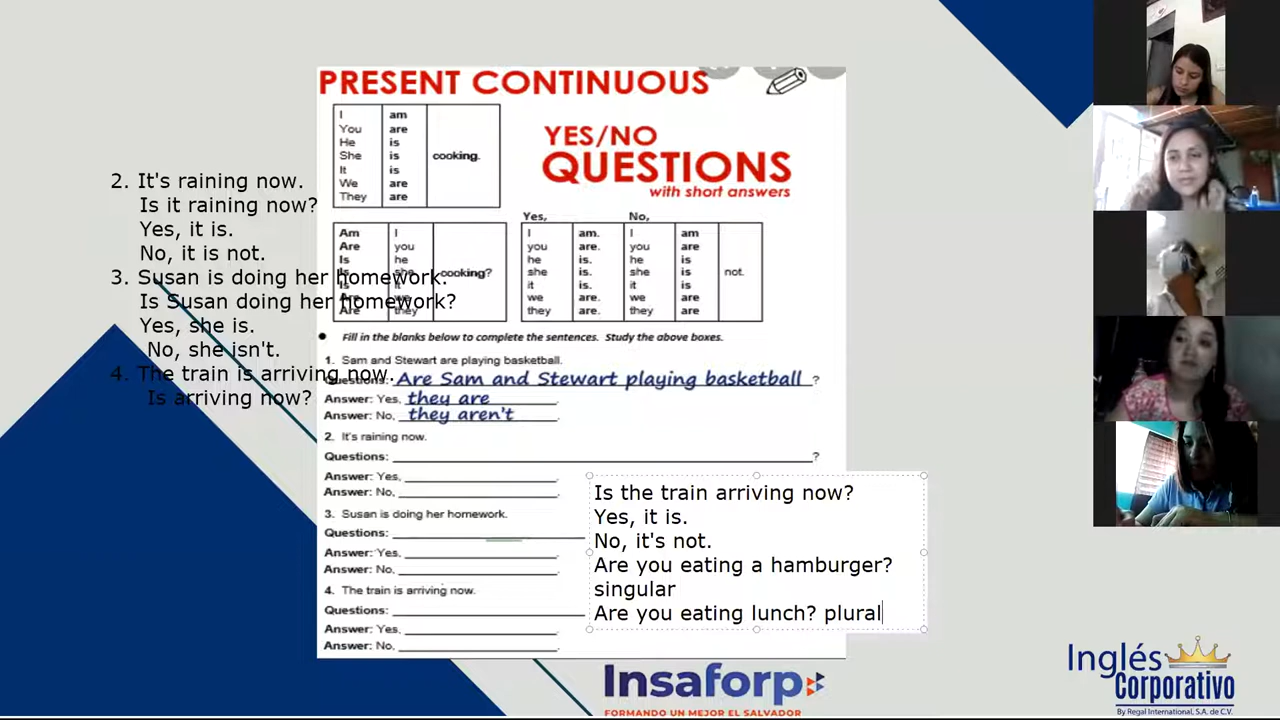 PRESENT CONTINUOUS
I am
You are
He is
She is cooking.
It is
We are
They are
YES/NO
QUESTIONS
with short answers
2. It's raining now.
Is it raining now?
Yes, it is.
No, it is not.
3. Susan is doing her homework.
Is Susan doing her homework?
Yes, she is.
No, she isn't.
4. The train is arriving now.
Is arriving now?
Am I
Are you
Is he
Is she cooking?
Is it
Are we
Are they
Yes, No,
I am. I am
you are. you are
he is. he is
she is. she is not.
it is. it is
we are. we are
they are. they are
Fill in the blanks below to complete the sentences. Study the above boxes.
1. Sam and Stewart are playing basketball.
Questions: Are Sam and Stewart playing basketball ?
Answer: Yes, they are .
Answer: No, they aren't .
2. It's raining now.
Questions: ?
Answer: Yes, .
Answer: No, .
3. Susan is doing her homework.
Questions:
Answer: Yes, .
Answer: No, .
4. The train is arriving now.
Questions:
Answer: Yes, .
Answer: No, .
Is the train arriving now?
Yes, it is.
No, it's not.
Are you eating a hamburger?
singular
Are you eating lunch? plural
Insaforp
FORMANDO UN MEJOR EL SALVADOR
Inglés
Corporativo
By Regal International, S.A. de C.V.